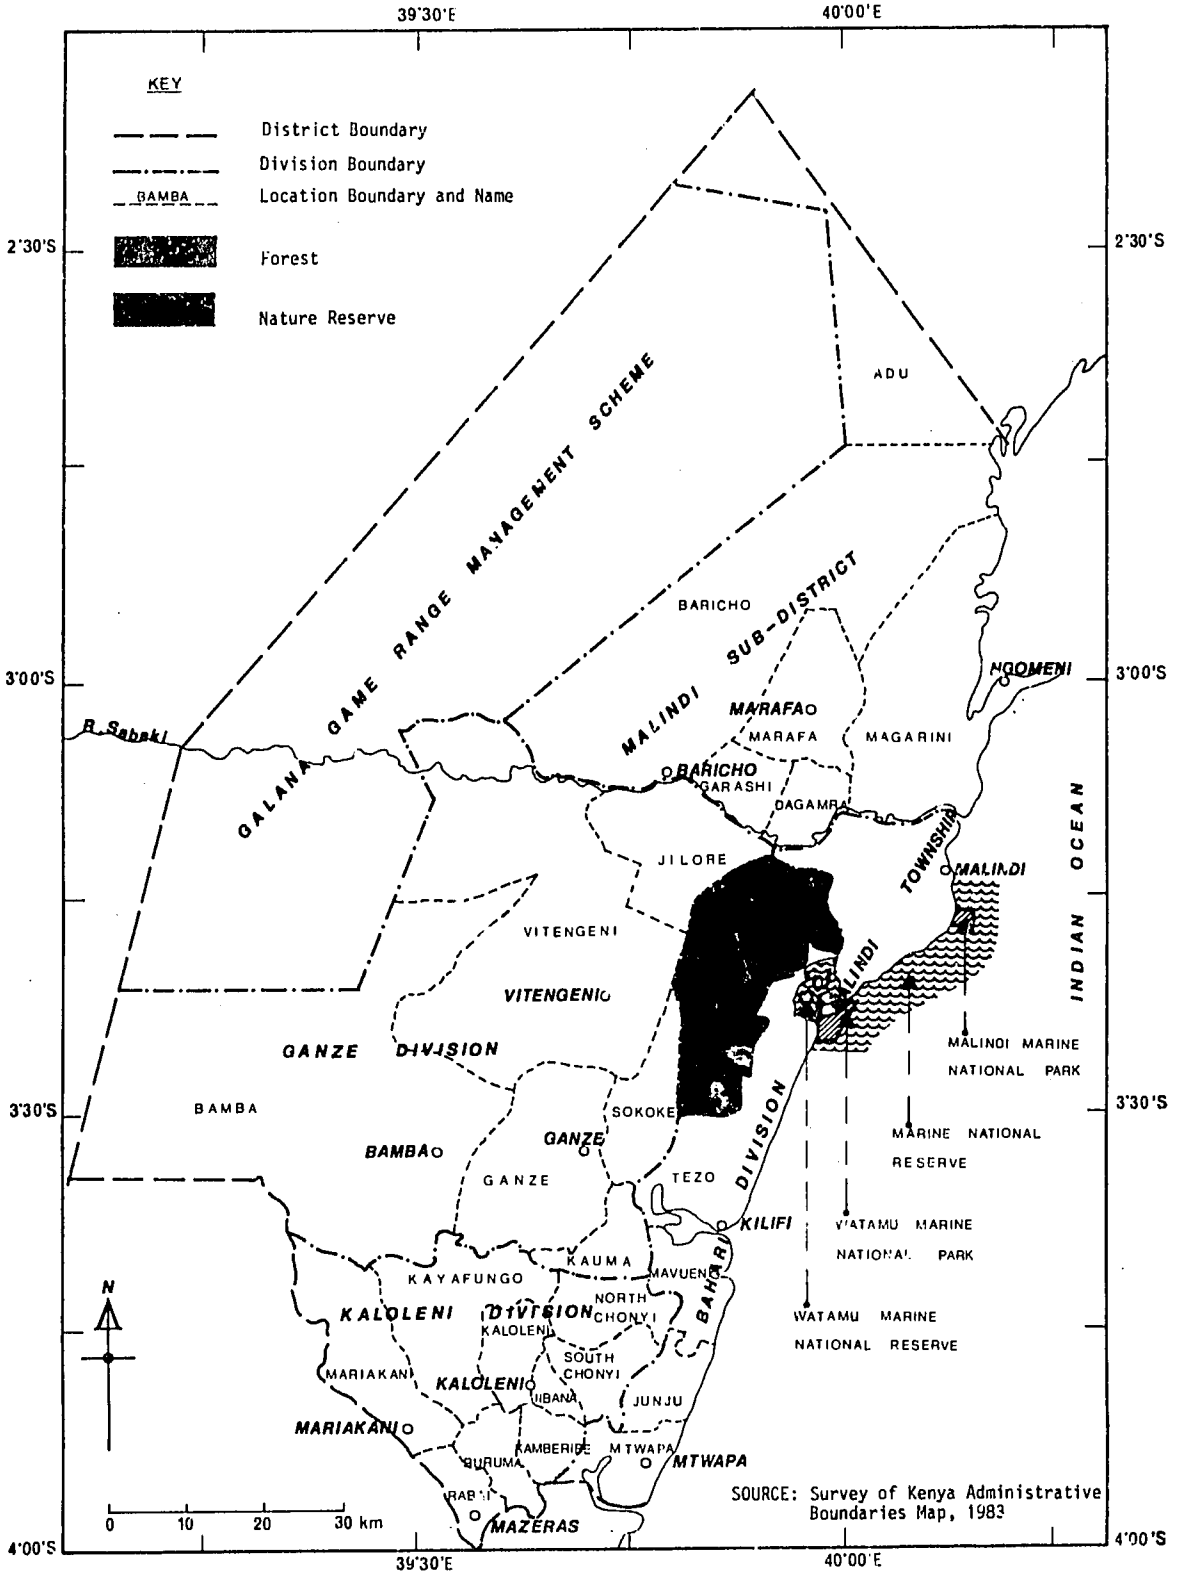 39°30'E
40°00'E
KEY
District Boundary
Division Boundary
BAMBA
Location Boundary and Name
Forest
Nature Reserve
2°30'S
2°30'S
ADU
GALANA GAME RANGE MANAGEMENT SCHEME
BARICHO
MALINDI SUB-DISTRICT
NGOMENI
3°00'S
3°00'S
R. Sabaki
MARAFA
MARAFA
MAGARINI
BARICHO
GARASHI
DAGAMRA
JILORE
MALINDI TOWNSHIP
MALINDI
INDIAN OCEAN
VITENGENI
VITENGENI
GANZE DIVISION
MALINDI MARINE
NATIONAL PARK
BAMBA
SOKOKE
3°30'S
3°30'S
MARINE NATIONAL
RESERVE
BAMBA
GANZE
GANZE
TEZO
BAHARI DIVISION
KILIFI
WATAMU MARINE
NATIONAL PARK
KAUMA
KAYAFUNGO
MAVUENI
N
KALOLENI DIVISION
NORTH
CHONYI
KALOLENI
WATAMU MARINE
NATIONAL RESERVE
SOUTH
CHONYI
MARIAKANI
KALOLENI
JIBANA
JUNJU
MARIAKANI
KAMBERIBE
MTWAPA
RURUMA
MTWAPA
RABAI
MAZERAS
SOURCE: Survey of Kenya Administrative
Boundaries Map, 1983
0 10 20 30 km
4°00'S
4°00'S
39°30'E
40°00'E